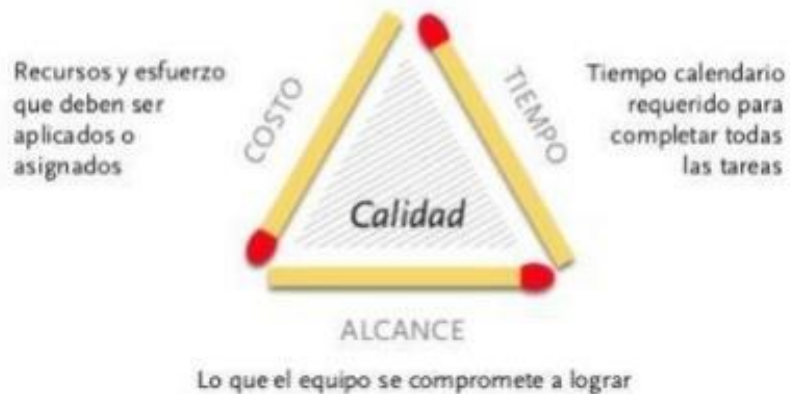 Recursos y esfuerzo
que deben ser
aplicados o
asignados
COSTO
TIEMPO
Tiempo calendario
requerido para
completar todas
las tareas
Calidad
ALCANCE
Lo que el equipo se compromete a lograr